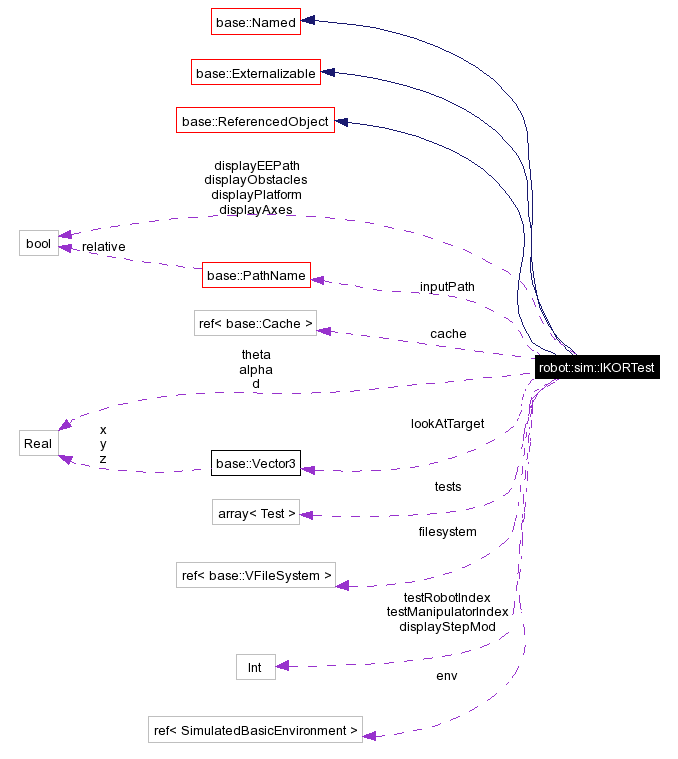 base::Named
base::Externalizable
base::ReferencedObject
displayEEPath
displayObstacles
displayPlatform
displayAxes
bool
relative
base::PathName
inputPath
ref< base::Cache >
cache
robot::sim::IKORTest
theta
alpha
d
Real
x
y
z
lookAtTarget
base::Vector3
tests
array< Test >
filesystem
ref< base::VFileSystem >
testRobotIndex
testManipulatorIndex
displayStepMod
Int
env
ref< SimulatedBasicEnvironment >